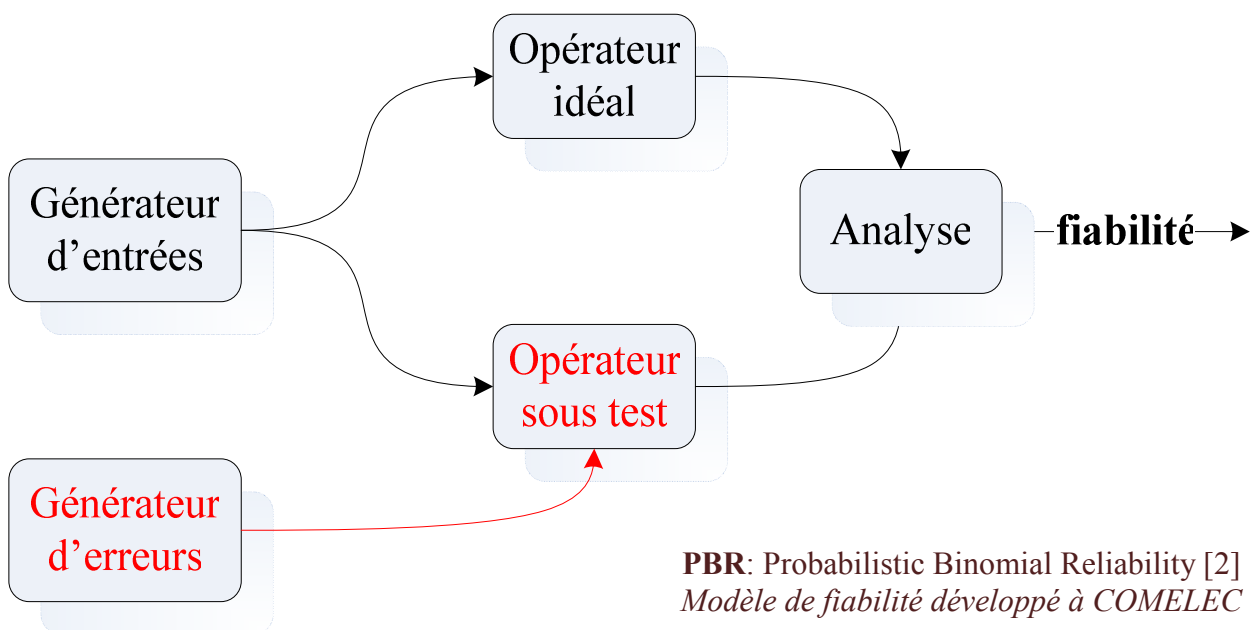 Opérateur
idéal
Générateur
d'entrées
Analyse
fiabilité
Opérateur
sous test
Générateur
d'erreurs
PBR: Probabilistic Binomial Reliability [2]
Modèle de fiabilité développé à COMELEC